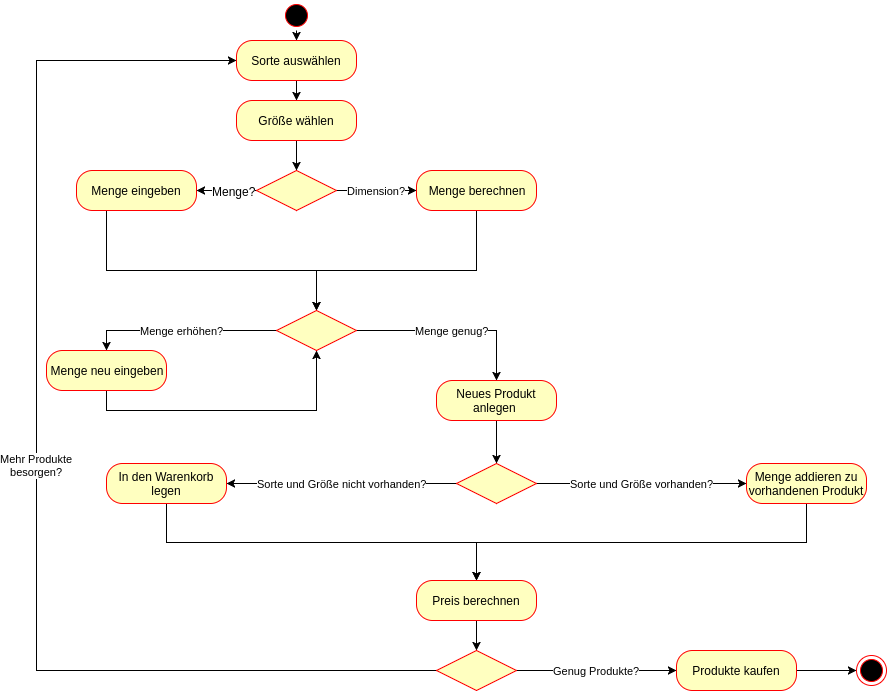 Sorte auswählen
Größe wählen
Menge eingeben
Menge?
Dimension?
Menge berechnen
Menge erhöhen?
Menge genug?
Menge neu eingeben
Neues Produkt
anlegen
Mehr Produkte
besorgen?
In den Warenkorb
legen
Sorte und Größe nicht vorhanden?
Sorte und Größe vorhanden?
Menge addieren zu
vorhandenen Produkt
Preis berechnen
Genug Produkte?
Produkte kaufen